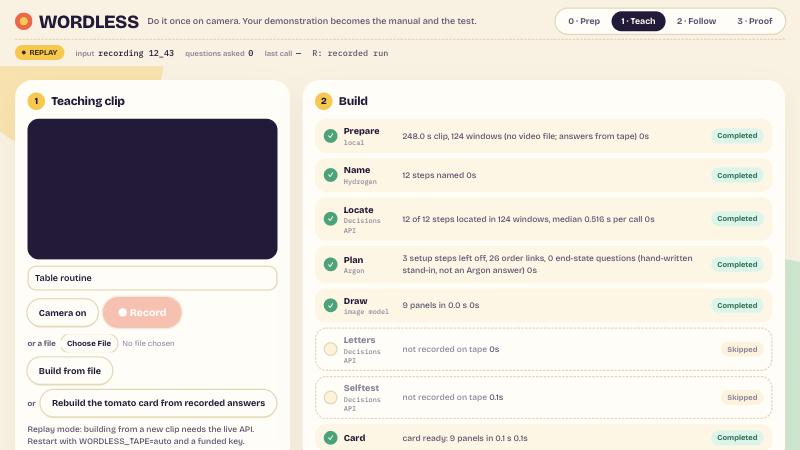 WORDLESS Do it once on camera. Your demonstration becomes the manual and the test. 0 · Prep 1 · Teach 2 · Follow 3 · Proof
REPLAY input recording 12_43 questions asked 0 last call — R: recorded run
1 Teaching clip
Table routine
Camera on Record
or a file Choose File No file chosen
Build from file
or Rebuild the tomato card from recorded answers
Replay mode: building from a new clip needs the live API.
Restart with WORDLESS_TAPE=auto and a funded key.
2 Build
Prepare 248.0 s clip, 124 windows (no video file; answers from tape) 0s Completed
local
Name 12 steps named 0s Completed
Hydrogen
Locate 12 of 12 steps located in 124 windows, median 0.516 s per call 0s Completed
Decisions
API
Plan 3 setup steps left off, 26 order links, 0 end-state questions (hand-written
Argon stand-in, not an Argon answer) 0s Completed
Draw 9 panels in 0.0 s 0s Completed
image model
Letters not recorded on tape 0s Skipped
Decisions
API
Selftest not recorded on tape 0.1s Skipped
Decisions
API
Card card ready: 9 panels in 0.1 s 0.1s Completed